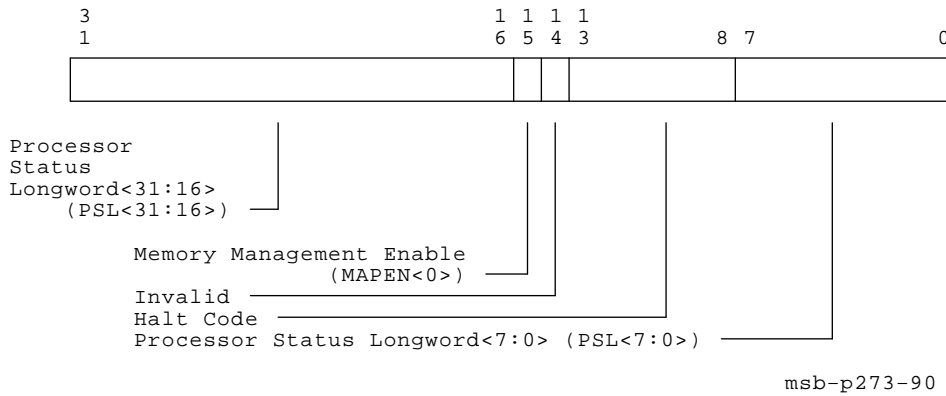 3 1 1 1 1
1 6 5 4 3 8 7 0
Processor
Status
Longword<31:16>
(PSL<31:16>)
Memory Management Enable
(MAPEN<0>)
Invalid
Halt Code
Processor Status Longword<7:0> (PSL<7:0>)
msb-p273-90